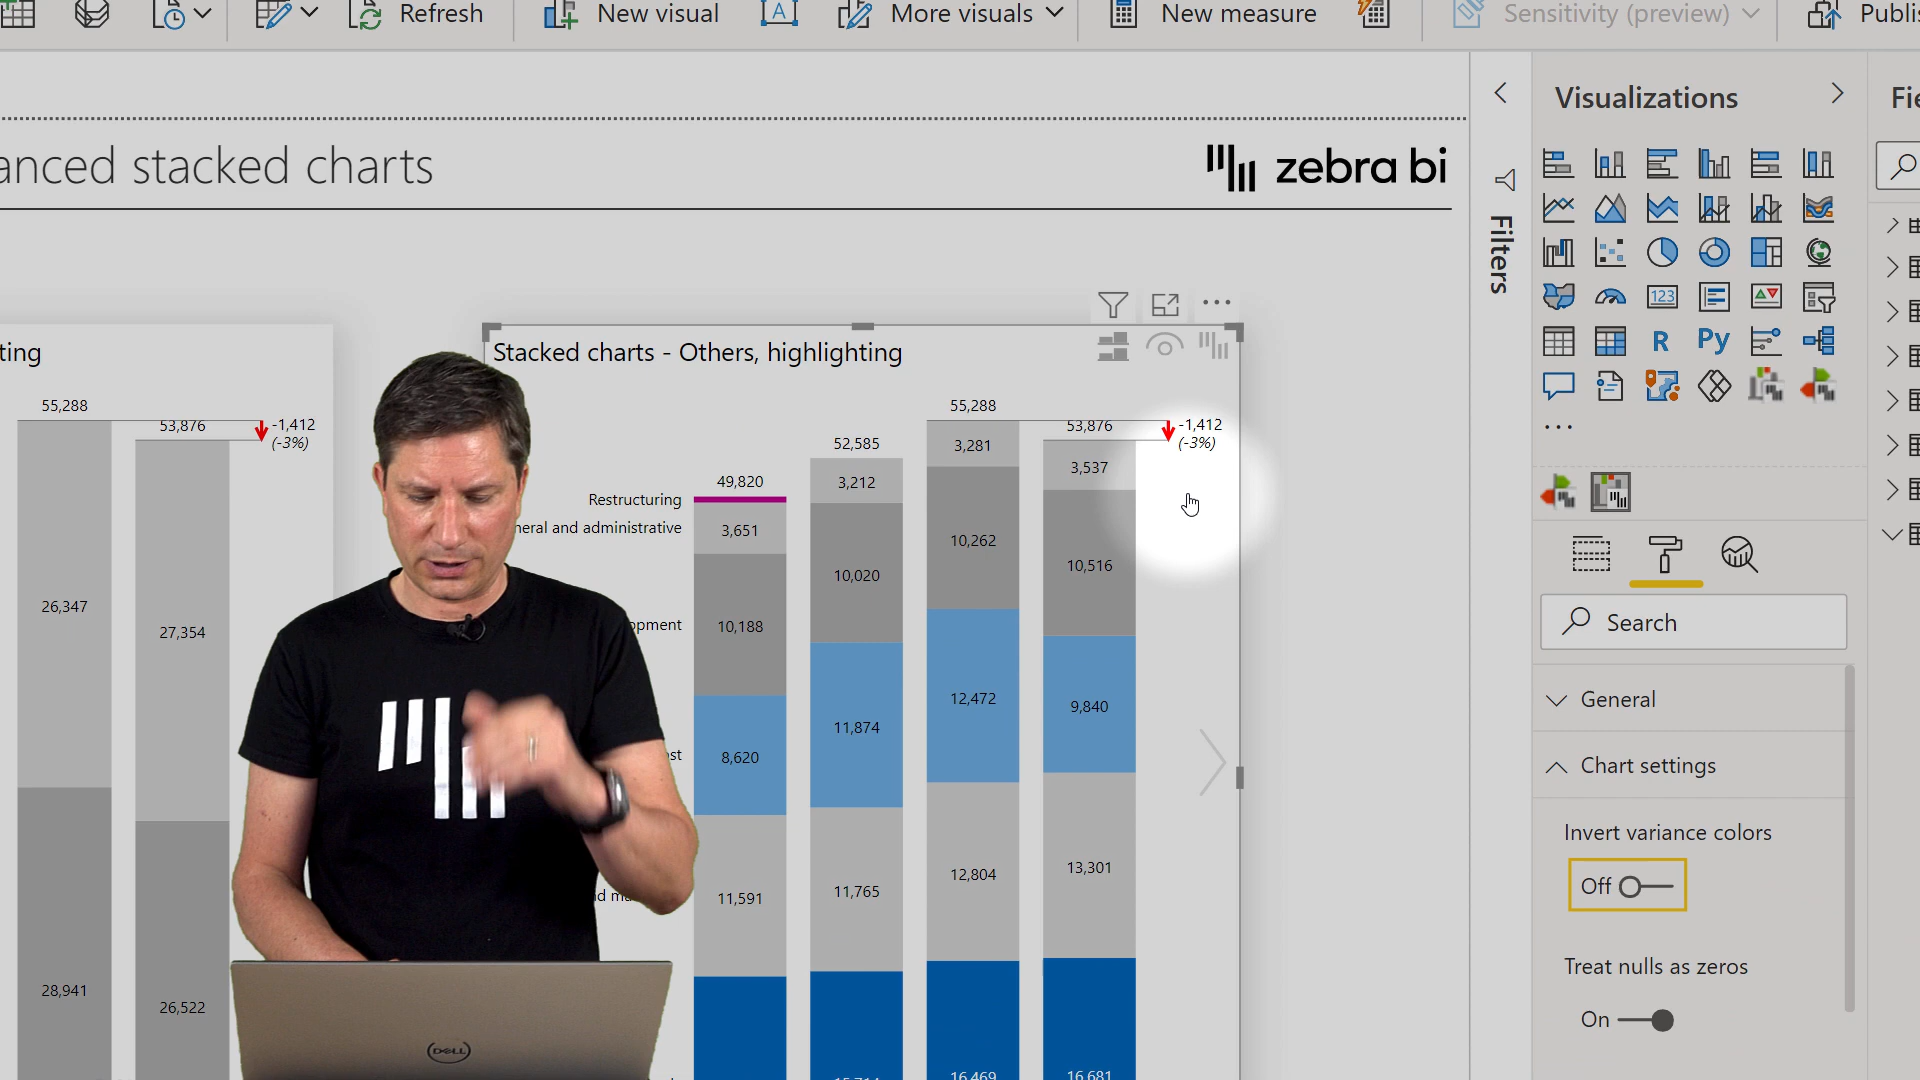 Refresh
New visual
More visuals
New measure
Sensitivity (preview)
Visualizations
Filters
stacked charts
zebra bi
Stacked charts - Others, highlighting
55,288
53,876
-1,412
(-3%)
26,347
27,354
28,941
26,522
Restructuring
and administrative
49,820
3,651
10,188
8,620
11,591
52,585
3,212
10,020
11,874
11,765
15,714
55,288
3,281
10,262
12,472
12,804
16,469
53,876
3,537
10,516
9,840
13,301
16,681
-1,412
(-3%)
123
R
Py
Search
General
Chart settings
Invert variance colors
Off
Treat nulls as zeros
On
DELL